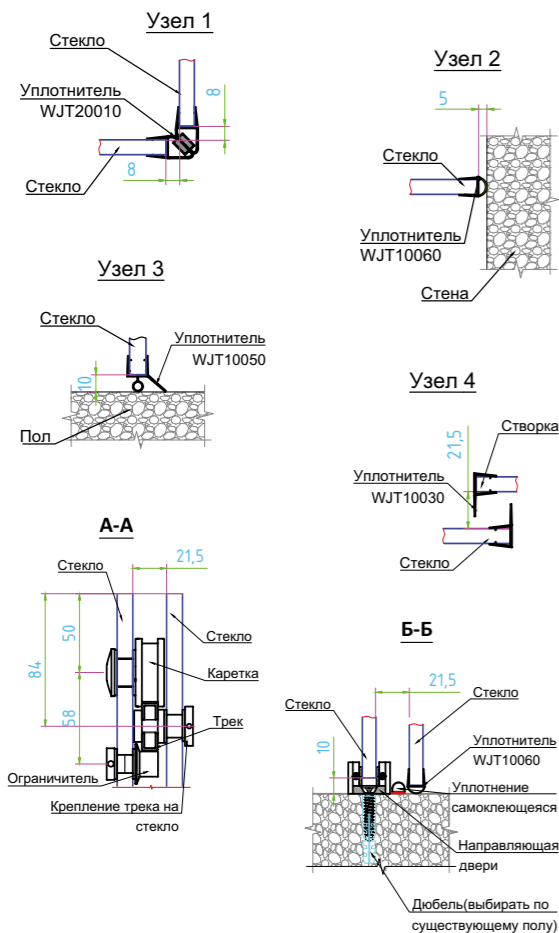 Узел 1
Стекло
Уплотнитель
WJT20010
8
Стекло
8
Узел 2
5
Стекло
Уплотнитель
WJT10060
Стена
Узел 3
Стекло
Уплотнитель
WJT10050
10
Пол
Узел 4
21,5
Створка
Уплотнитель
WJT10030
Стекло
А-А
Стекло
21,5
50
84
58
Стекло
Каретка
Трек
Ограничитель
Крепление трека на
стекло
Б-Б
21,5
Стекло
Стекло
10
Уплотнитель
WJT10060
Уплотнение
самоклеющеяся
Направляющая
двери
Дюбель(выбирать по
существующему полу)